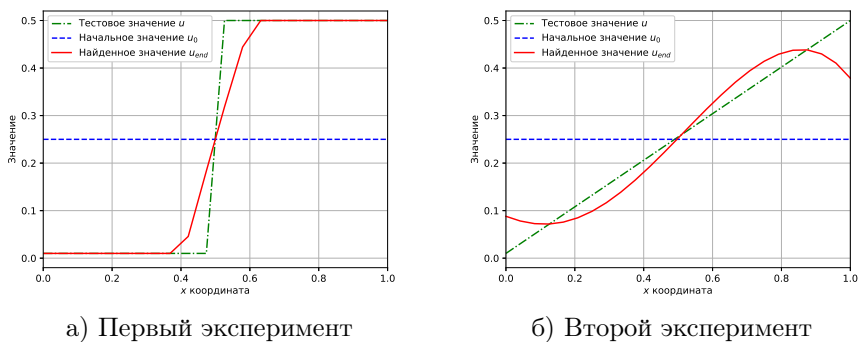 0.5
0.4
0.3
0.2
0.1
0.0
Значение
Тестовое значение u
Начальное значение u0
Найденное значение uend
0.0 0.2 0.4 0.6 0.8 1.0
x координата
а) Первый эксперимент
0.5
0.4
0.3
0.2
0.1
0.0
Значение
Тестовое значение u
Начальное значение u0
Найденное значение uend
0.0 0.2 0.4 0.6 0.8 1.0
x координата
б) Второй эксперимент